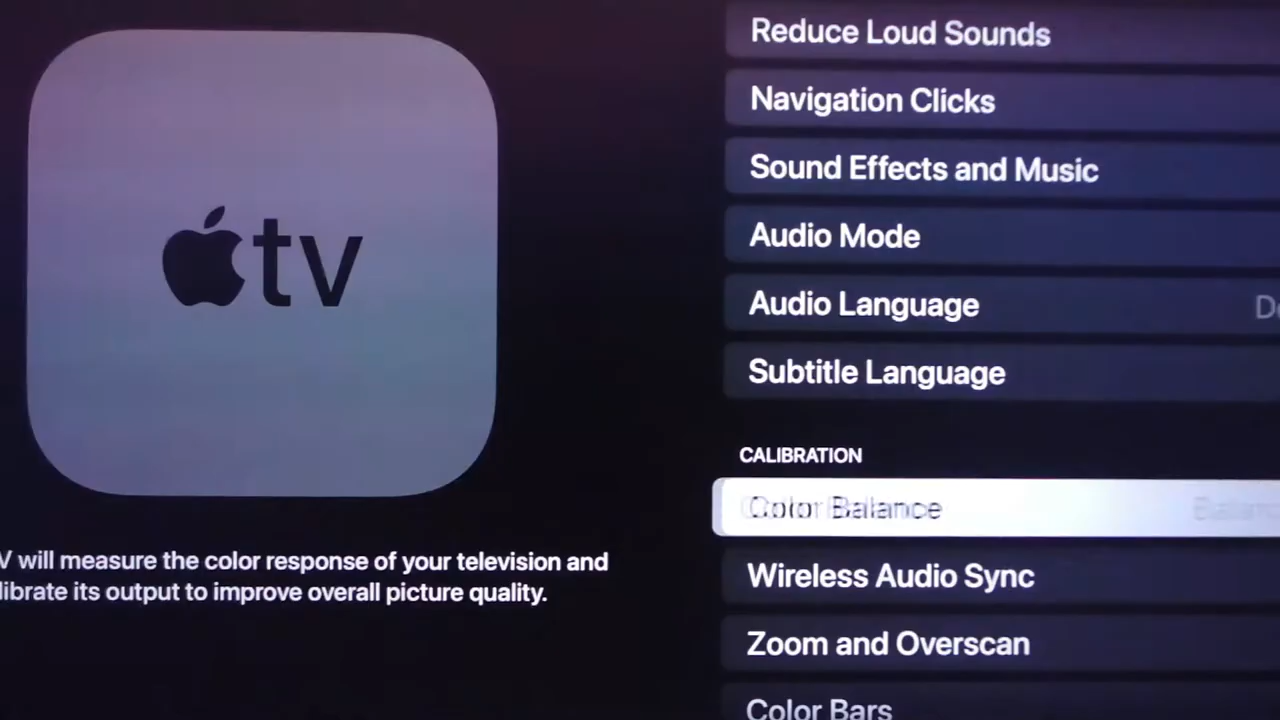 tv
V will measure the color response of your television and
librate its output to improve overall picture quality.
Reduce Loud Sounds
Navigation Clicks
Sound Effects and Music
Audio Mode
Audio Language
Subtitle Language
CALIBRATION
Color Balance
Wireless Audio Sync
Zoom and Overscan
Color Bars